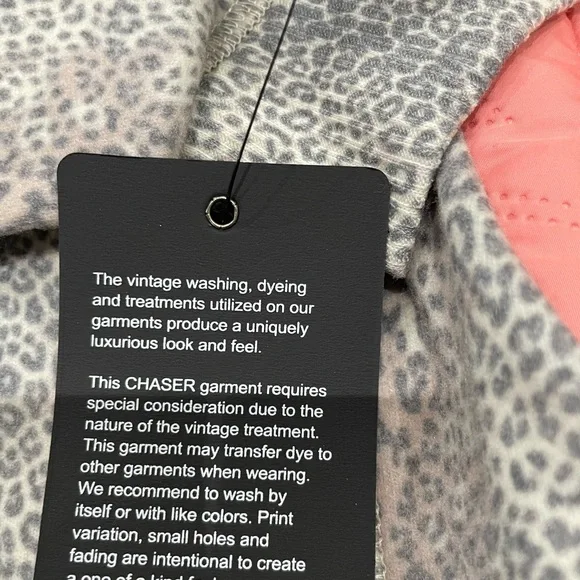 The vintage washing, dyeing
and treatments utilized on our
garments produce a uniquely
luxurious look and feel.
This CHASER garment requires
special consideration due to the
nature of the vintage treatment.
This garment may transfer dye to
other garments when wearing.
We recommend to wash by
itself or with like colors. Print
variation, small holes and
fading are intentional to create
a one of a kind